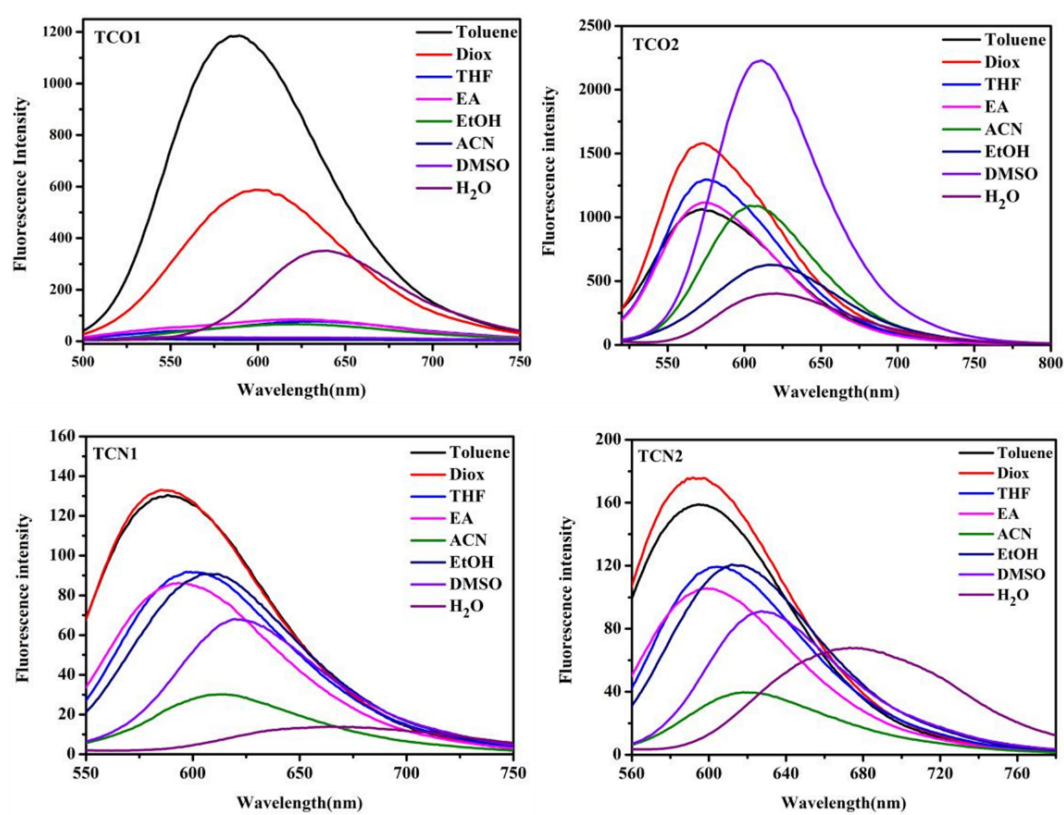 TCO1
Toluene
Diox
THF
EA
EtOH
ACN
DMSO
H2O
1200
1000
800
600
400
200
0
500
550
600
650
700
750
Fluorescence Intensity
Wavelength(nm)
TCO2
Toluene
Diox
THF
EA
ACN
EtOH
DMSO
H2O
2500
2000
1500
1000
500
0
550
600
650
700
750
800
Fluorescence intensity
Wavelength(nm)
TCN1
Toluene
Diox
THF
EA
ACN
EtOH
DMSO
H2O
160
140
130
100
80
60
40
30
0
550
600
650
700
750
Fluorescence intensity
Wavelength(nm)
TCN2
Toluene
Diox
THF
EA
ACN
EtOH
DMSO
H2O
200
160
120
80
40
0
560
600
640
680
720
760
Fluorescence intensity
Wavelength(nm)